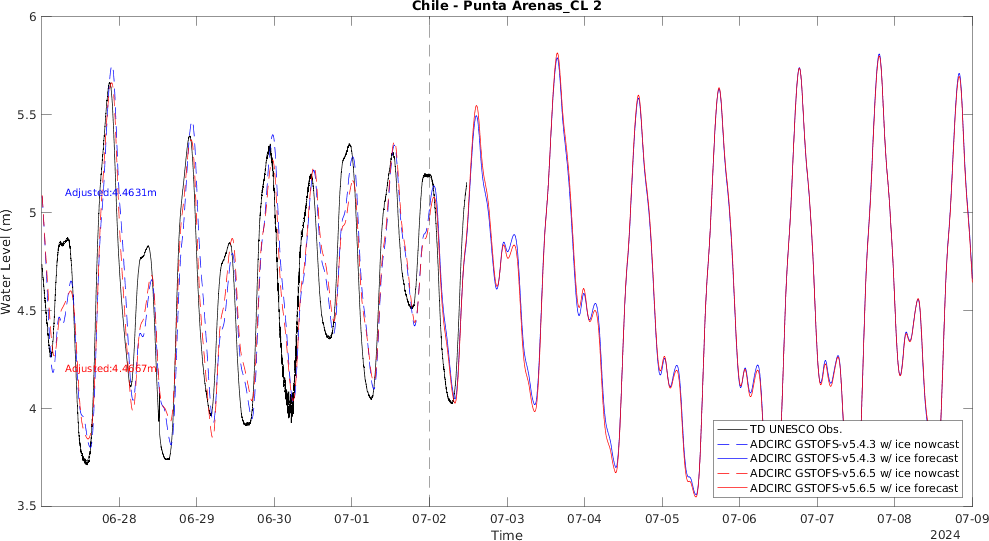 Chile - Punta Arenas_CL 2
6
5.5
5
4.5
4
3.5
Water Level (m)
Adjusted:4.4631m
Adjusted:4.4667m
TD UNESCO Obs.
ADCIRC GSTOFS-v5.4.3 w/ ice nowcast
ADCIRC GSTOFS-v5.4.3 w/ ice forecast
ADCIRC GSTOFS-v5.6.5 w/ ice nowcast
ADCIRC GSTOFS-v5.6.5 w/ ice forecast
06-28 06-29 06-30 07-01 07-02 07-03 07-04 07-05 07-06 07-07 07-08 07-09
Time
2024